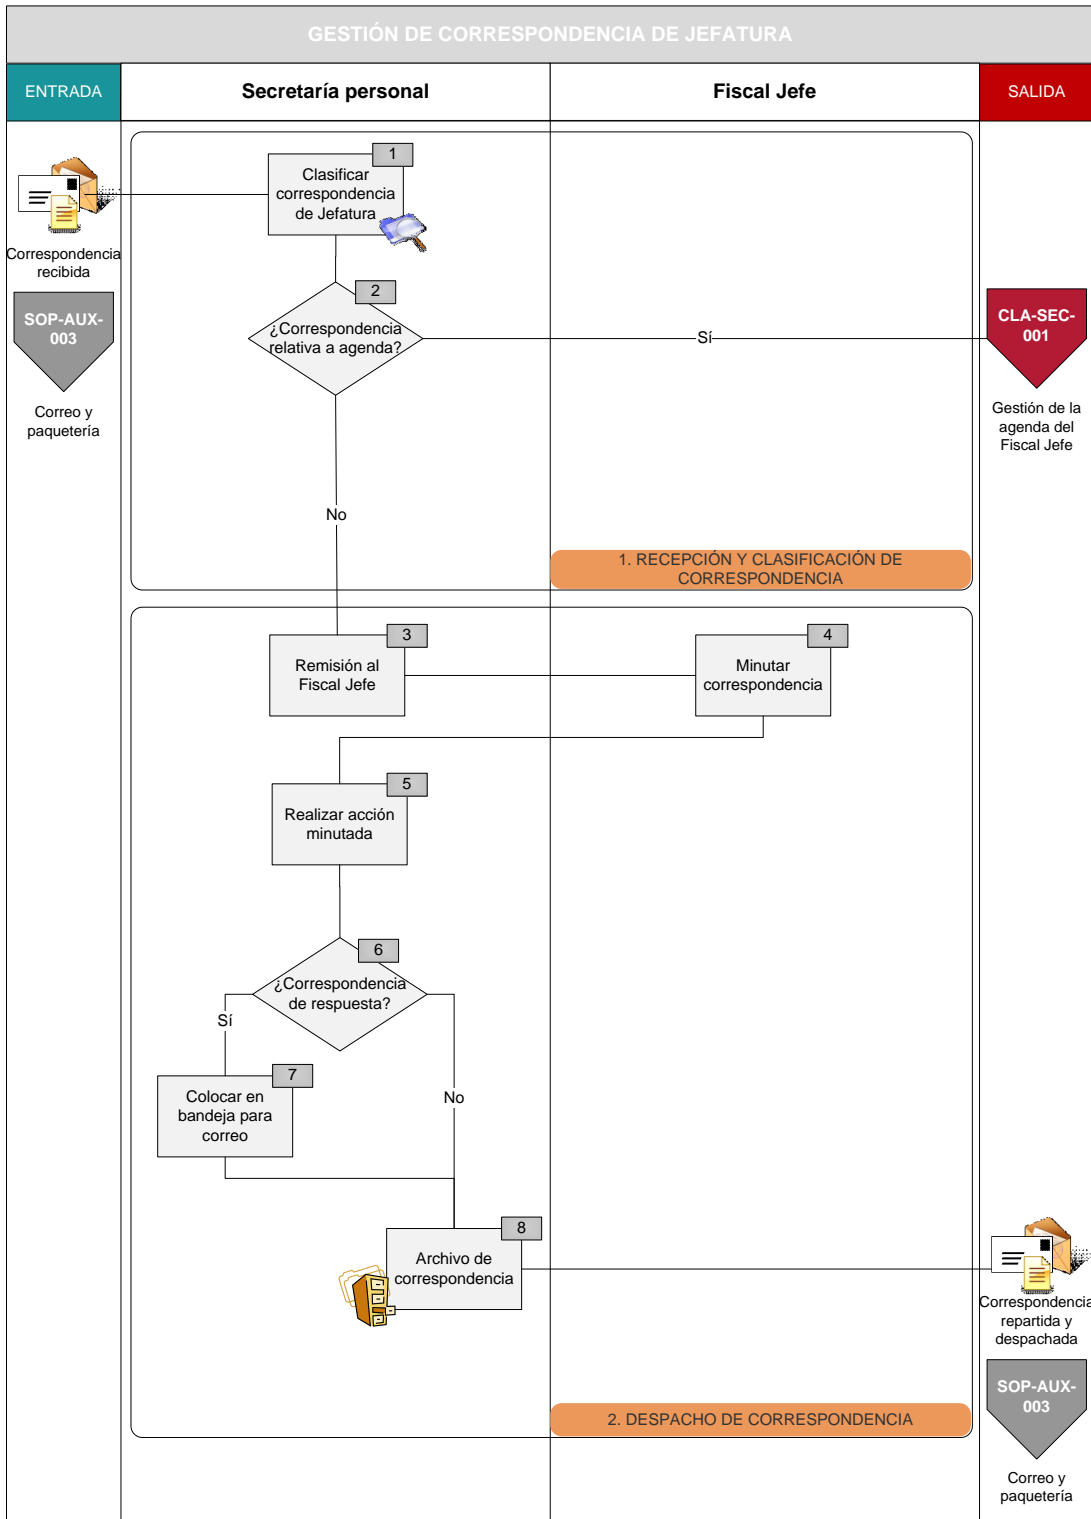 GESTIÓN DE CORRESPONDENCIA DE JEFATURA
ENTRADA
Secretaría personal
Fiscal Jefe
SALIDA
1
Clasificar
correspondencia
de Jefatura
Correspondencia
recibida
SOP-AUX-
003
Correo y
paquetería
2
¿Correspondencia
relativa a agenda?
Sí
CLA-SEC-
001
Gestión de la
agenda del
Fiscal Jefe
No
1. RECEPCIÓN Y CLASIFICACIÓN DE
CORRESPONDENCIA
3
Remisión al
Fiscal Jefe
4
Minutar
correspondencia
5
Realizar acción
minutada
6
¿Correspondencia
de respuesta?
Sí
7
Colocar en
bandeja para
correo
No
8
Archivo de
correspondencia
Correspondencia
repartida y
despachada
SOP-AUX-
003
Correo y
paquetería
2. DESPACHO DE CORRESPONDENCIA